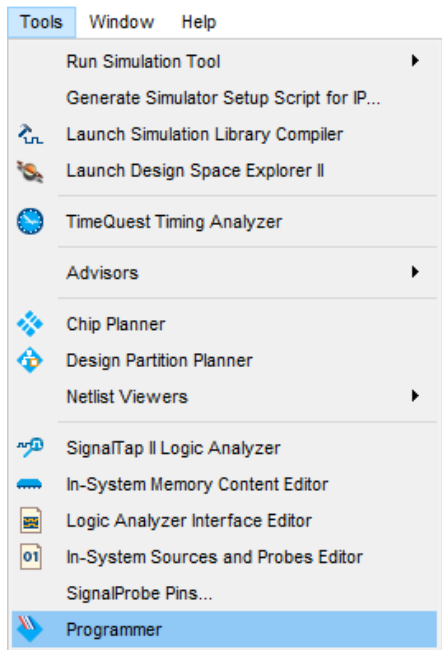 Tools Window Help
Run Simulation Tool
Generate Simulator Setup Script for IP...
Launch Simulation Library Compiler
Launch Design Space Explorer II
TimeQuest Timing Analyzer
Advisors
Chip Planner
Design Partition Planner
Netlist Viewers
SignalTap II Logic Analyzer
In-System Memory Content Editor
Logic Analyzer Interface Editor
01 In-System Sources and Probes Editor
SignalProbe Pins...
Programmer